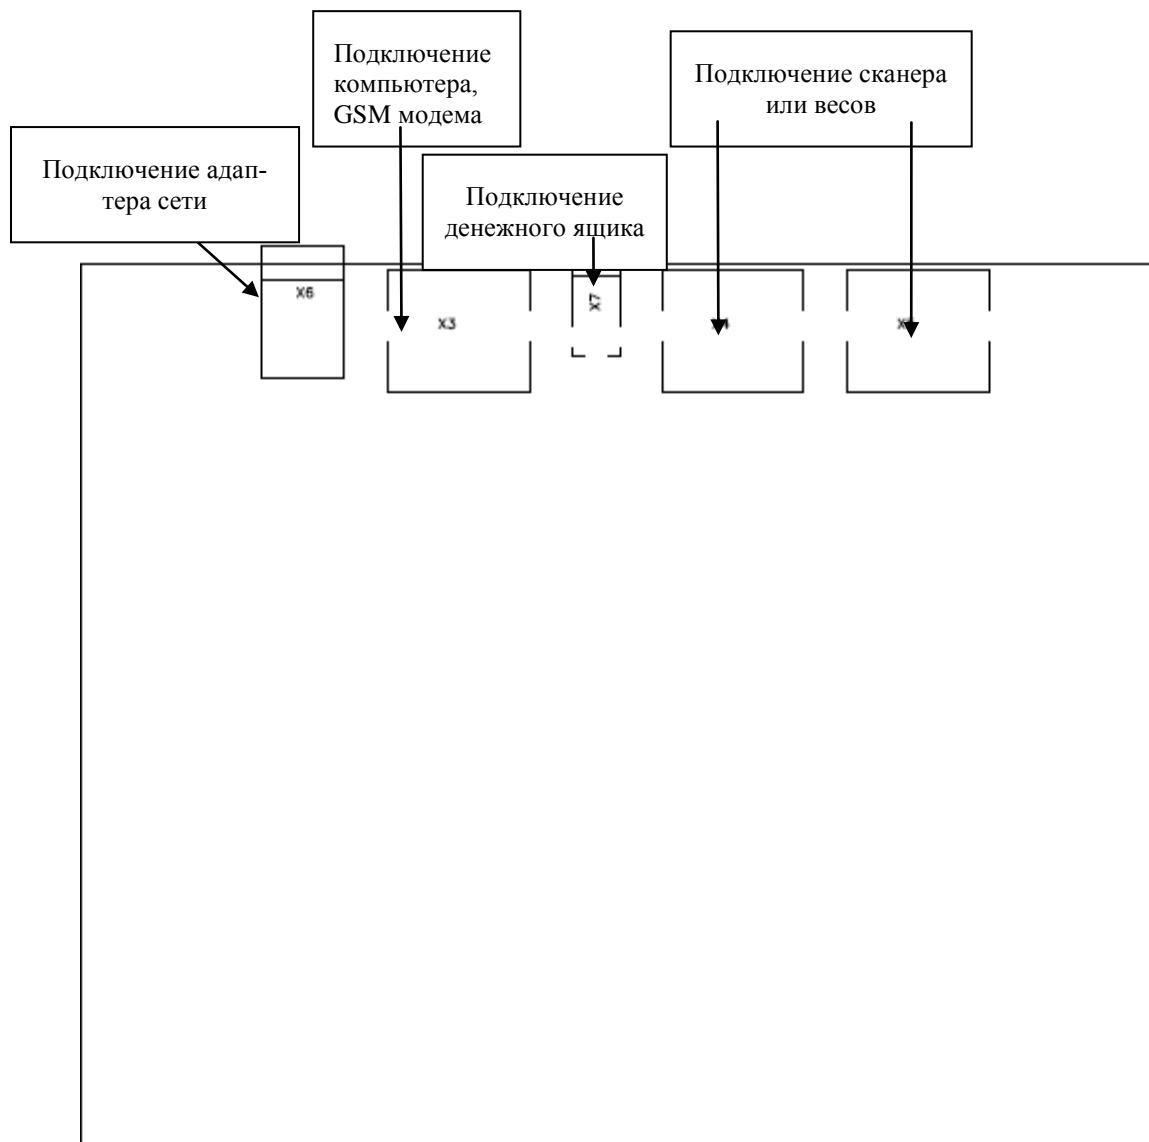 Подключение
компьютера,
GSM модема
Подключение сканера
или весов
Подключение адап-
тера сети
Подключение
денежного ящика
X6
X3
X7